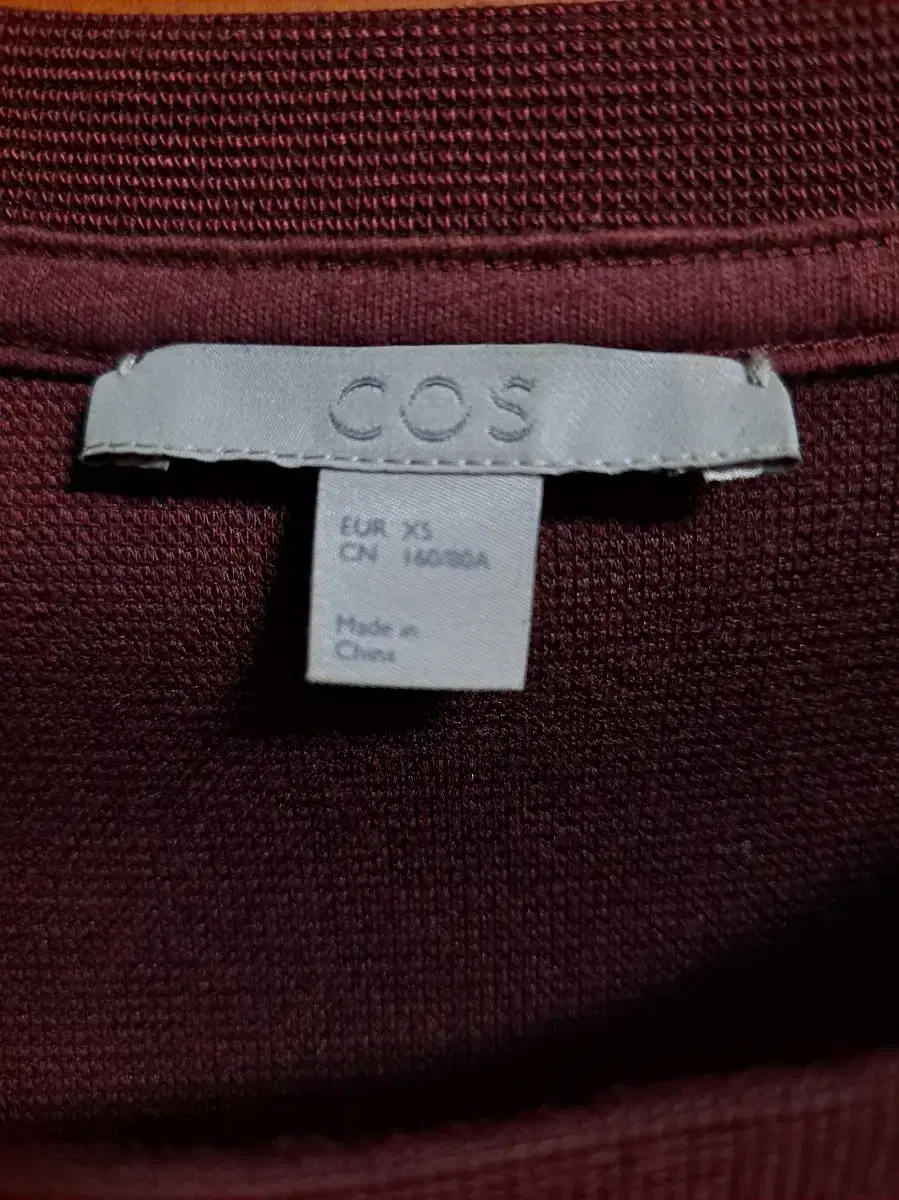 COS
EUR XS
CN 160/80A
Made in
China